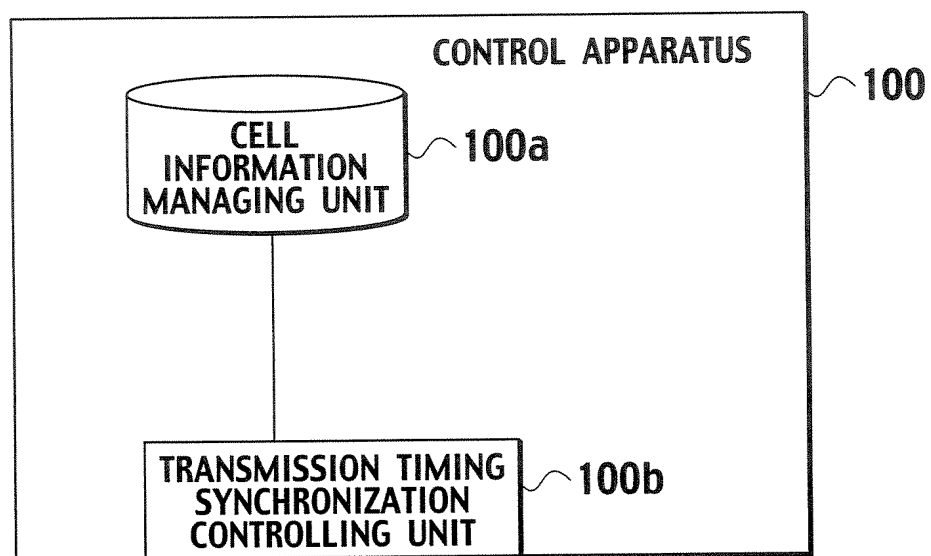 CONTROL APPARATUS
100
CELL
INFORMATION
MANAGING UNIT
100a
TRANSMISSION TIMING
SYNCHRONIZATION
CONTROLLING UNIT
100b